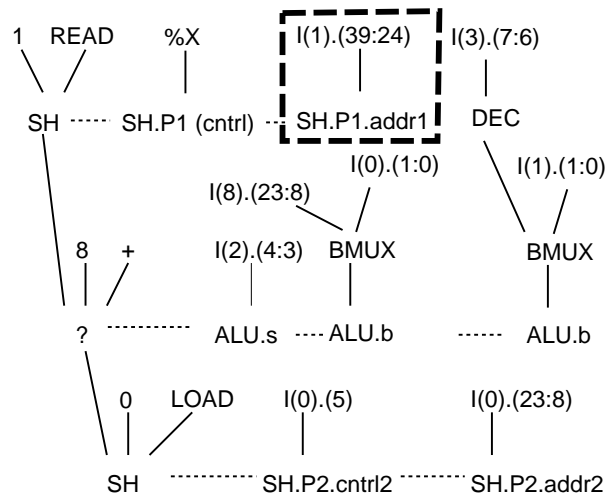 1 READ %X I(1).(39:24) I(3).(7:6)
SH SH.P1 (cntrl) SH.P1.addr1 DEC
I(0).(1:0) I(1).(1:0)
I(8).(23:8)
8 + I(2).(4:3) BMUX BMUX
? ALU.s ALU.b ALU.b
0 LOAD I(0).(5) I(0).(23:8)
SH SH.P2.cntrl2 SH.P2.addr2